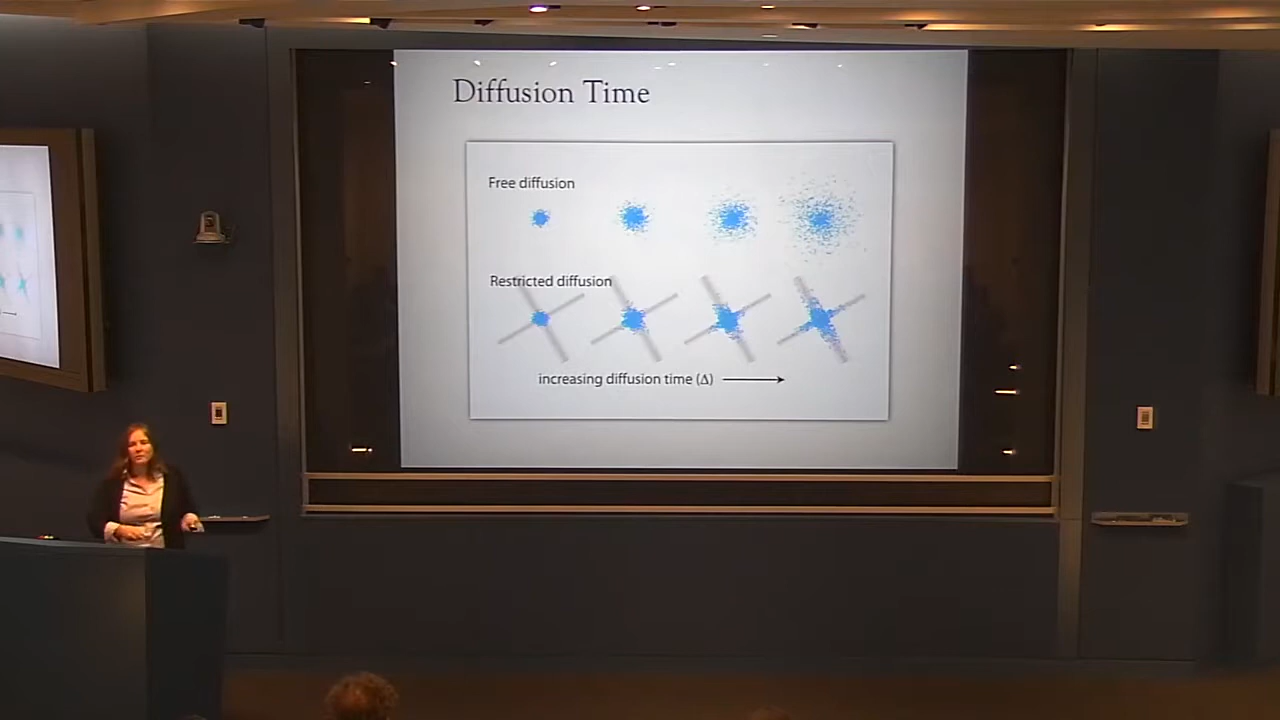 Diffusion Time
Free diffusion
Restricted diffusion
increasing diffusion time (Δ)